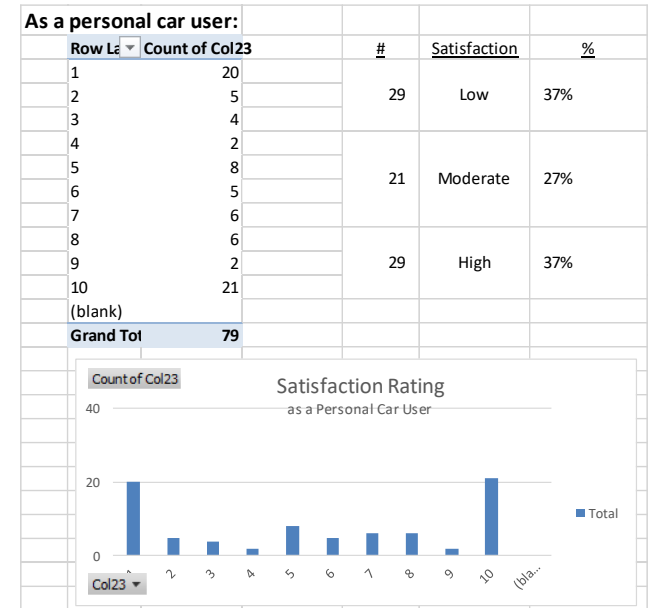 As a personal car user:
Row La Count of Col23 # Satisfaction %
1 20
2 5 29 Low 37%
3 4
4 2
5 8 21 Moderate 27%
6 5
7 6
8 6
9 2 29 High 37%
10 21
(blank)
Grand Tot 79
Count of Col23
Satisfaction Rating
as a Personal Car User
40
20
0
Total
1 2 3 4 5 6 7 8 9 10 (bla...
Col23